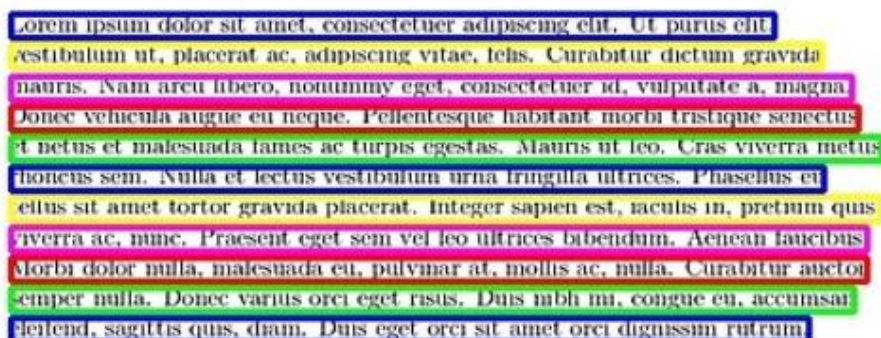 Lorem ipsum dolor sit amet, consectetuer adipiscing elit. Ut purus elit,
vestibulum ut, placerat ac, adipiscing vitae, felis. Curabitur dictum gravida
mauris. Nam arcu libero, nonummy eget, consectetuer id, vulputate a, magna.
Donec vehicula augue eu neque. Pellentesque habitant morbi tristique senectus
et netus et malesuada fames ac turpis egestas. Mauris ut leo. Cras viverra metus
rhoncus sem. Nulla et lectus vestibulum urna fringilla ultrices. Phasellus eu
tellus sit amet tortor gravida placerat. Integer sapien est, iaculis in, pretium quis
viverra ac, nunc. Praesent eget sem vel leo ultrices bibendum. Aenean faucibus
Morbi dolor nulla, malesuada eu, pulvinar at, mollis ac, nulla. Curabitur auctor
semper nulla. Donec varius orci eget risus. Duis nibh mi, congue eu, accumsan
eleifend, sagittis quis, diam. Duis eget orci sit amet orci dignissim rutrum.